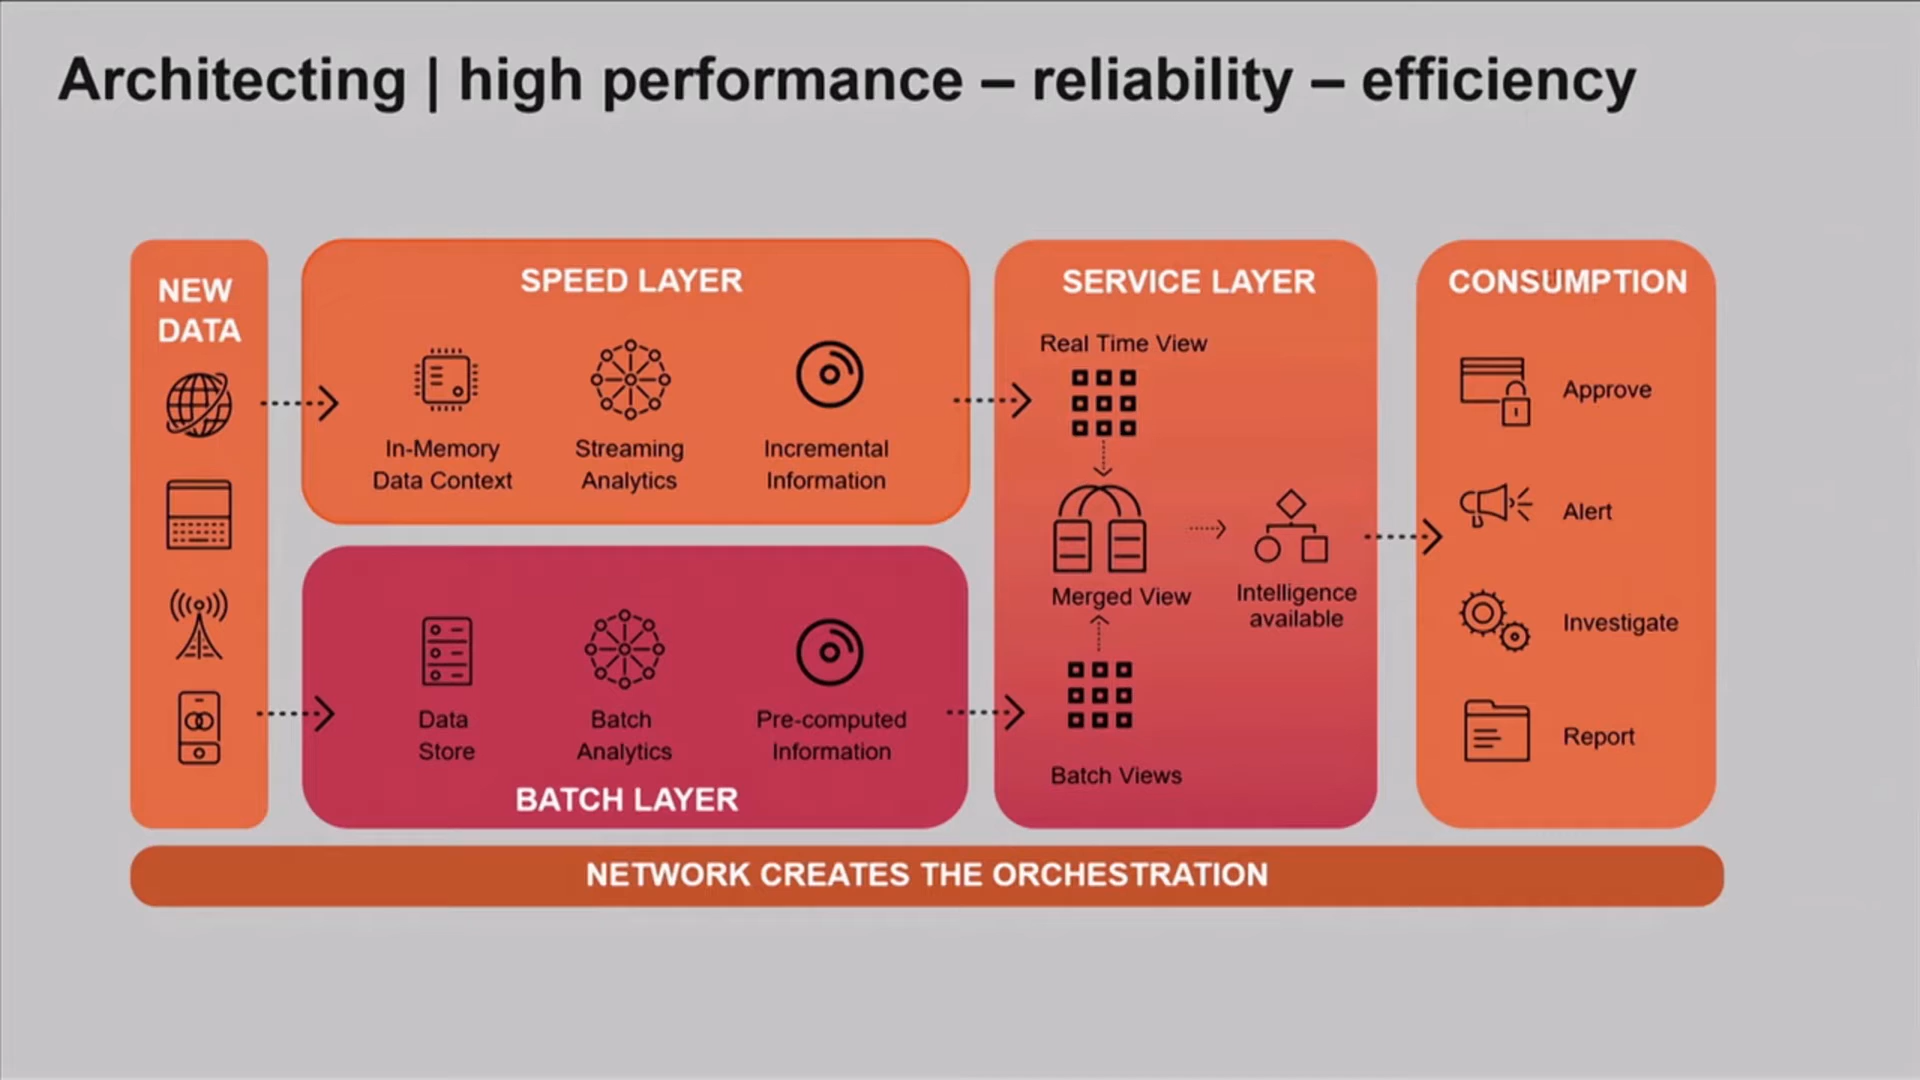 Architecting | high performance – reliability – efficiency
NEW
DATA
SPEED LAYER
In-Memory
Data Context
Streaming
Analytics
Incremental
Information
Data
Store
Batch
Analytics
Pre-computed
Information
BATCH LAYER
SERVICE LAYER
Real Time View
Merged View
Intelligence
available
Batch Views
CONSUMPTION
Approve
Alert
Investigate
Report
NETWORK CREATES THE ORCHESTRATION